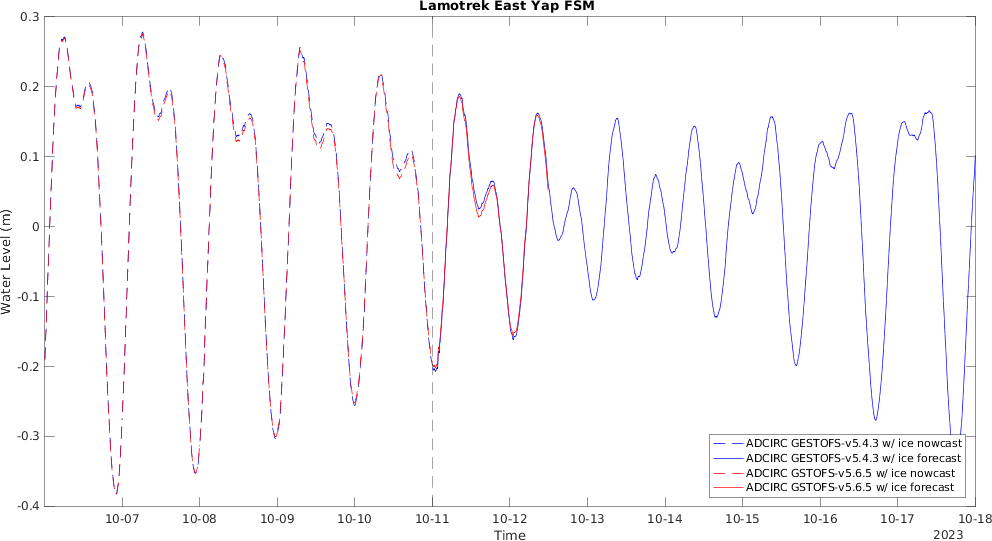 Lamotrek East Yap FSM
0.3
0.2
0.1
0
-0.1
-0.2
-0.3
-0.4
Water Level (m)
ADCIRC GESTOFS-v5.4.3 w/ ice nowcast
ADCIRC GESTOFS-v5.4.3 w/ ice forecast
ADCIRC GSTOFS-v5.6.5 w/ ice nowcast
ADCIRC GSTOFS-v5.6.5 w/ ice forecast
10-07 10-08 10-09 10-10 10-11 10-12 10-13 10-14 10-15 10-16 10-17 10-18
Time
2023